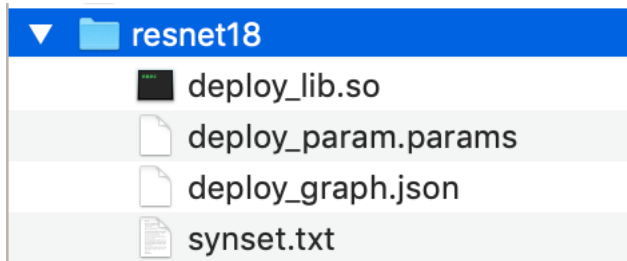 resnet18
deploy_lib.so
deploy_param.params
deploy_graph.json
synset.txt